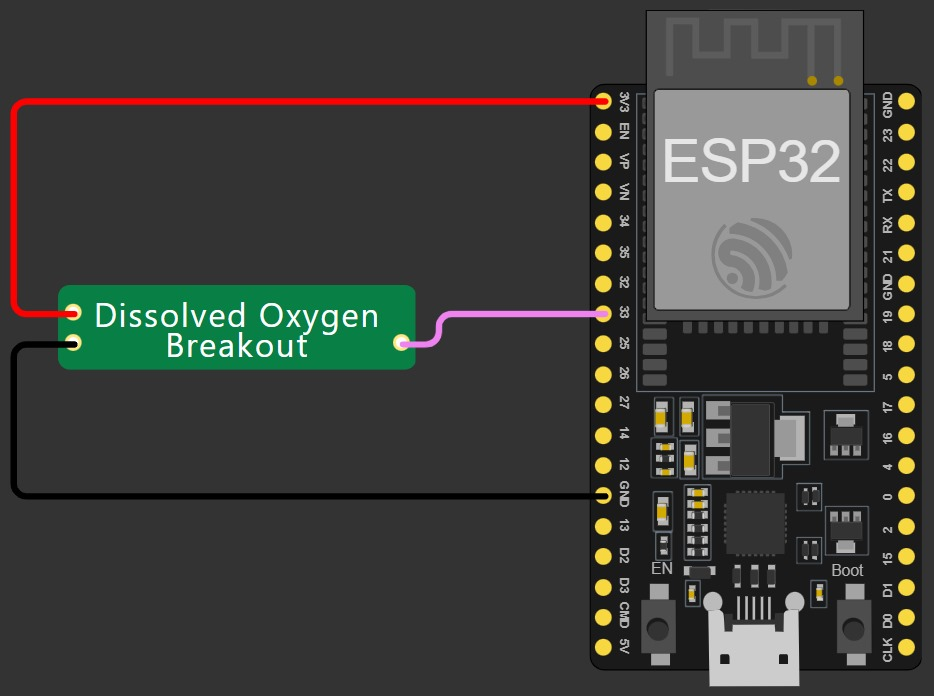 ESP32
3V3
EN
VP
VN
34
35
32
33
25
26
27
14
12
GND
13
D2
D3
CMD
5V
GND
23
22
TX
RX
21
GND
19
18
5
17
16
4
0
2
15
D1
D0
CLK
Dissolved Oxygen
Breakout
EN
Boot